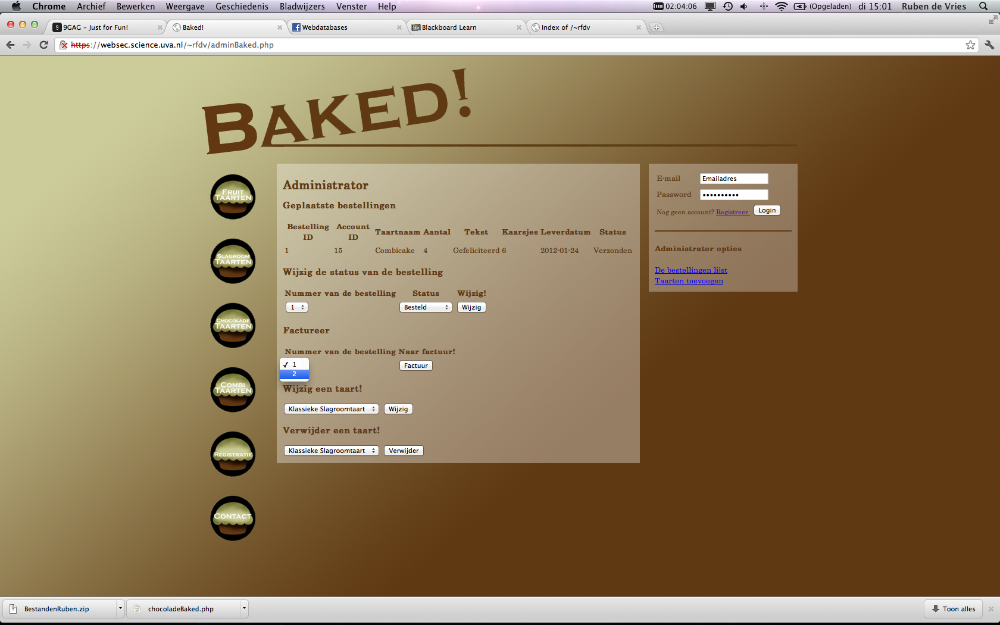 Chrome Archief Bewerken Weergave Geschiedenis Bladwijzers Venster Help 02:04:06 (Opgeladen) di 15:01 Ruben de Vries
9 9GAG - Just for Fun! Baked! Webdatabases Bb Blackboard Learn Index of /~rfdv
https://websec.science.uva.nl/~rfdv/adminBaked.php
BAKED!
FRUIT
TAARTEN
SLAGROOM
TAARTEN
CHOCOLADE
TAARTEN
COMBI
TAARTEN
REGISTRATIE
CONTACT
Administrator
Geplaatste bestellingen
Bestelling ID Account ID Taartnaam Aantal Tekst Kaarsjes Leverdatum Status
1 15 Combicake 4 Gefeliciteerd 6 2012-01-24 Verzonden
Wijzig de status van de bestelling
Nummer van de bestelling Status Wijzig!
1 Besteld Wijzig
Factureer
Nummer van de bestelling Naar factuur!
✓ 1 Factuur
2
Wijzig een taart!
Klassieke Slagroomtaart Wijzig
Verwijder een taart!
Klassieke Slagroomtaart Verwijder
E-mail Emailadres
Password ••••••••••
Nog geen account? Registreer Login
Administrator opties
De bestellingen lijst
Taarten toevoegen
BestandenRuben.zip chocoladeBaked.php Toon alles